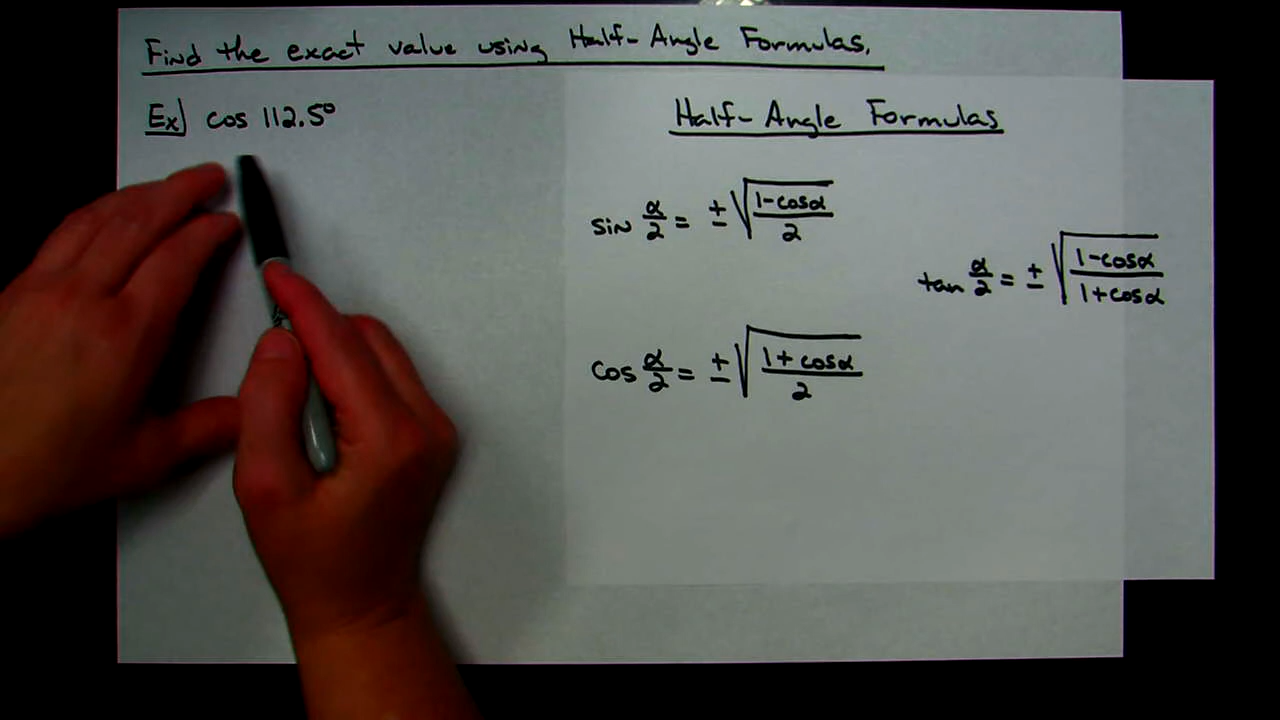 Find the exact value using Half-Angle Formulas.
Ex) cos 112.5°
Half-Angle Formulas
sin α/2 = ± √((1-cosα)/2)
tan α/2 = ± √((1-cosα)/(1+cosα))
cos α/2 = ± √((1+cosα)/2)